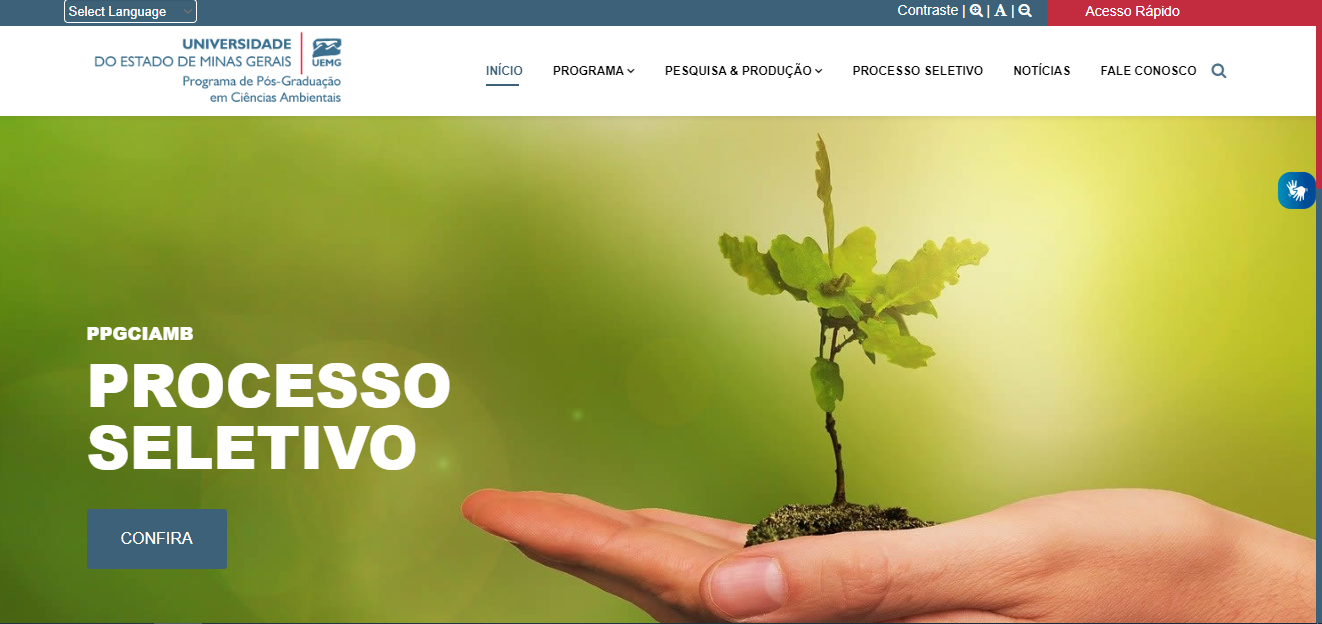 Select Language
Contraste | | A |
Acesso Rápido
UNIVERSIDADE
DO ESTADO DE MINAS GERAIS
UEMG
Programa de Pós-Graduação
em Ciências Ambientais
INÍCIO
PROGRAMA
PESQUISA & PRODUÇÃO
PROCESSO SELETIVO
NOTÍCIAS
FALE CONOSCO
PPGCIAMB
PROCESSO
SELETIVO
CONFIRA